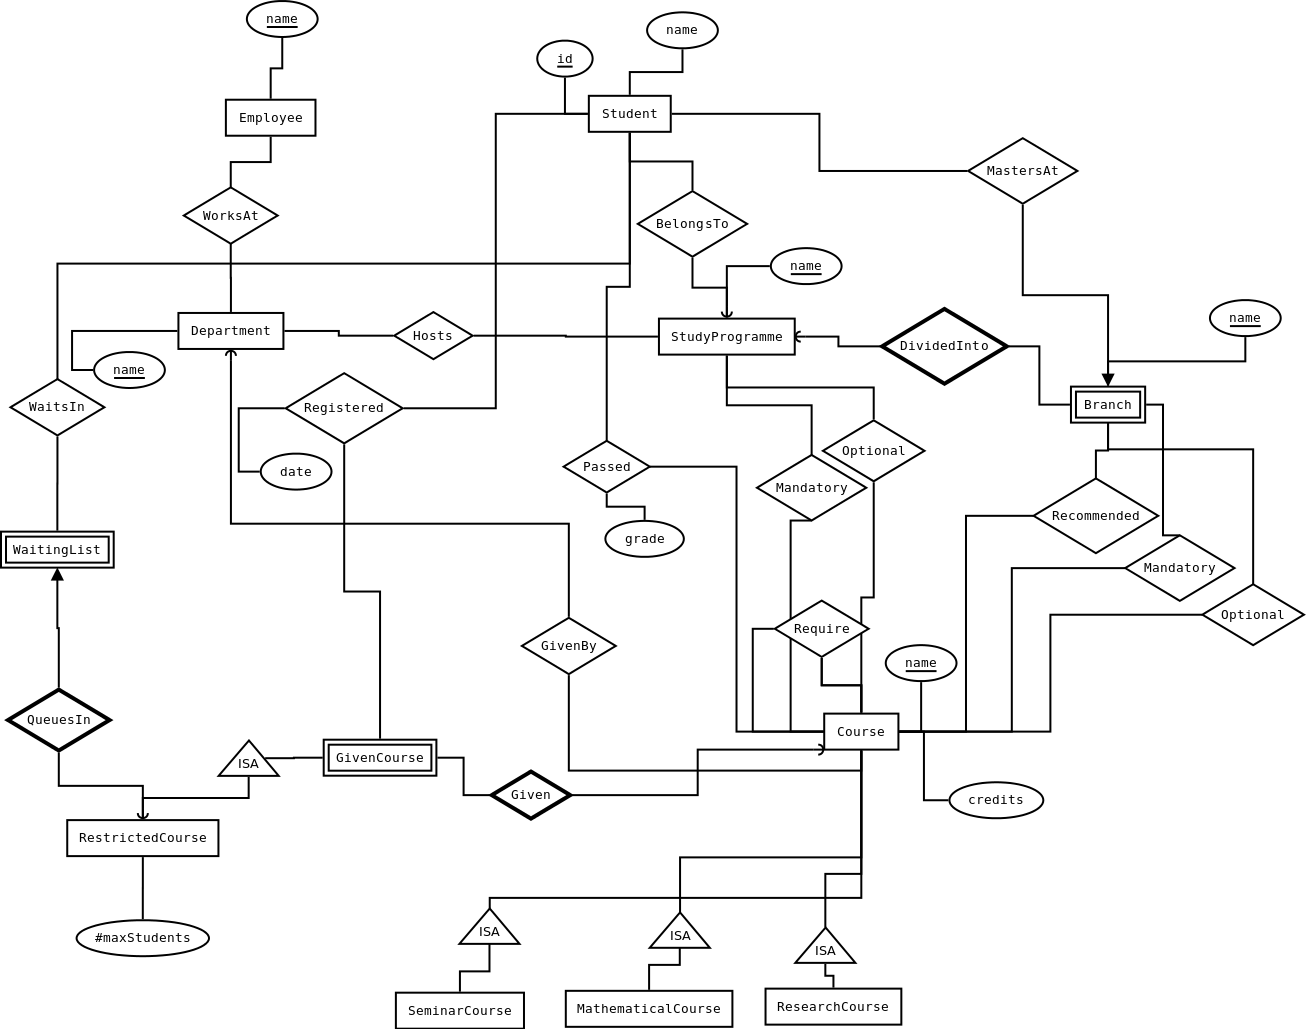 name
name
id
Employee
Student
MastersAt
WorksAt
BelongsTo
name
name
Department
Hosts
StudyProgramme
DividedInto
name
Branch
WaitsIn
Registered
Optional
Passed
date
Mandatory
Recommended
grade
WaitingList
Mandatory
Optional
Require
GivenBy
name
QueuesIn
Course
ISA
GivenCourse
Given
credits
RestrictedCourse
#maxStudents
ISA
ISA
ISA
SeminarCourse
MathematicalCourse
ResearchCourse